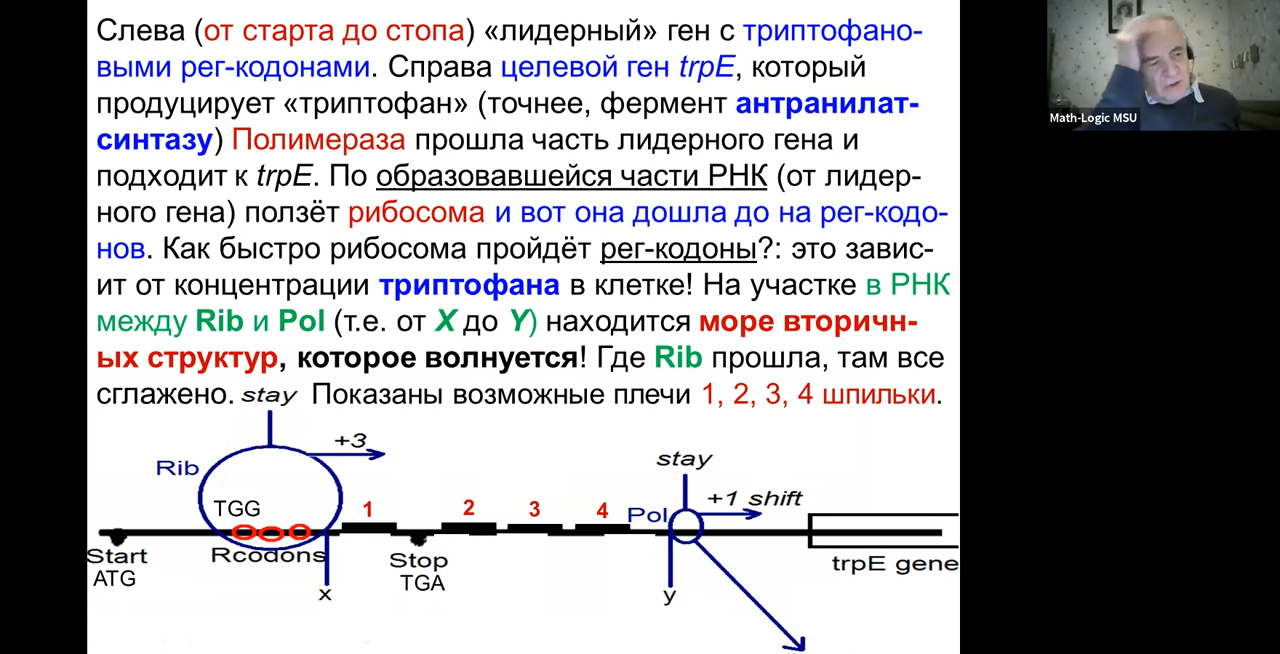 Слева (от старта до стопа) «лидерный» ген с триптофано-
выми рег-кодонами. Справа целевой ген trpE, который
продуцирует «триптофан» (точнее, фермент антранилат-
синтазу) Полимераза прошла часть лидерного гена и
подходит к trpE. По образовавшейся части РНК (от лидер-
ного гена) ползёт рибосома и вот она дошла до на рег-кодо-
нов. Как быстро рибосома пройдёт рег-кодоны?: это завис-
ит от концентрации триптофана в клетке! На участке в РНК
между Rib и Pol (т.е. от X до Y) находится море вторичн-
ых структур, которое волнуется! Где Rib прошла, там все
сглажено. Показаны возможные плечи 1, 2, 3, 4 шпильки.
stay
+3
Rib
TGG
Rcodons
x
Start
ATG
1
Stop
TGA
2
3
4
stay
Pol
+1 shift
y
trpE gene
Math-Logic MSU